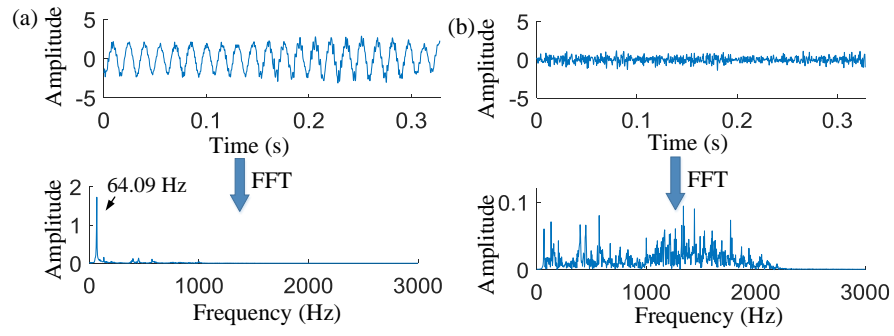 (a)
5
0
-5
Amplitude
0
0.1
0.2
0.3
Time (s)
FFT
2
1
0
Amplitude
64.09 Hz
0
1000
2000
3000
Frequency (Hz)
(b)
5
0
-5
Amplitude
0
0.1
0.2
0.3
Time (s)
FFT
0.1
0
Amplitude
0
1000
2000
3000
Frequency (Hz)